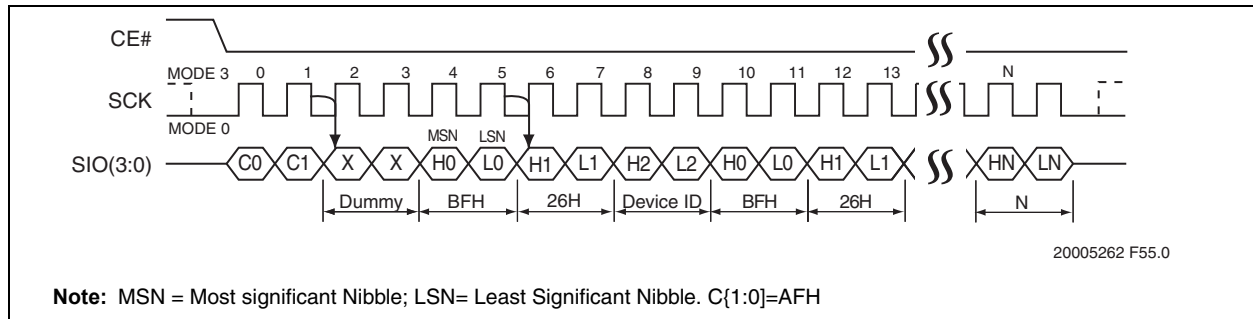 CE#
MODE 3 0 1 2 3 4 5 6 7 8 9 10 11 12 13 N
SCK
MODE 0
MSN LSN
SIO(3:0) C0 C1 X X H0 L0 H1 L1 H2 L2 H0 L0 H1 L1 HN LN
Dummy BFH 26H Device ID BFH 26H N
20005262 F55.0
Note: MSN = Most significant Nibble; LSN= Least Significant Nibble. C{1:0]=AFH